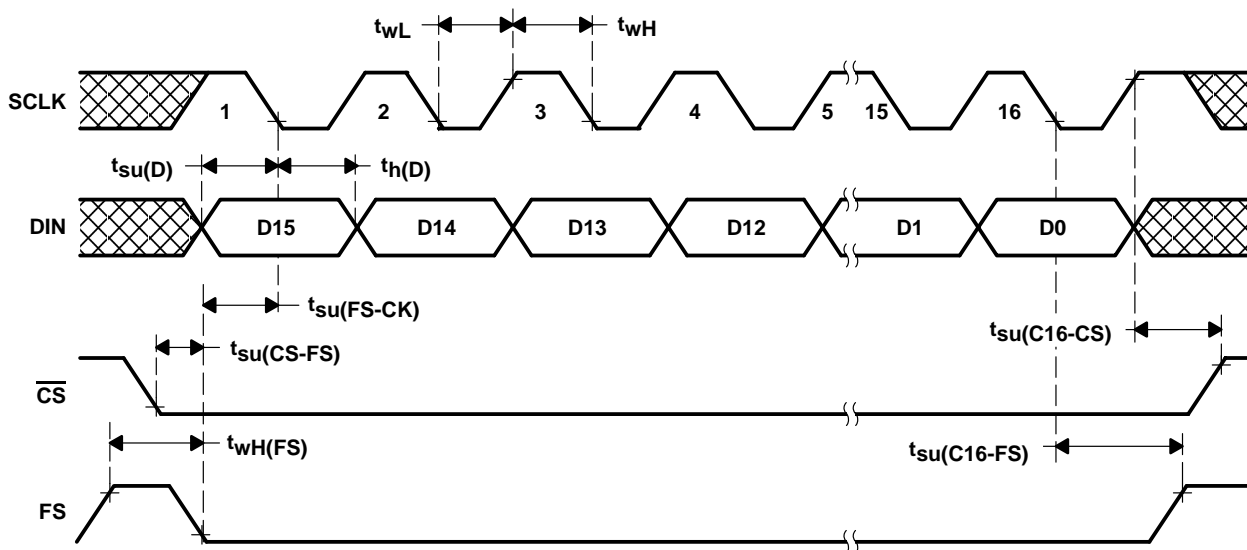 twL
twH
SCLK
1
2
3
4
5
15
16
tsu(D)
th(D)
DIN
D15
D14
D13
D12
D1
D0
tsu(FS-CK)
tsu(CS-FS)
tsu(C16-CS)
CS
twH(FS)
tsu(C16-FS)
FS